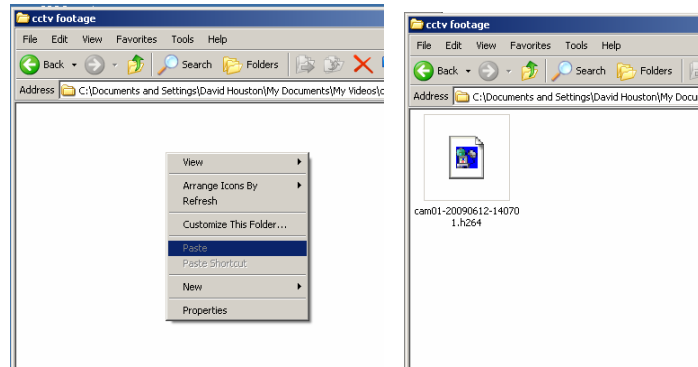 cctv footage
File Edit View Favorites Tools Help
Back Search Folders
Address C:\Documents and Settings\David Houston\My Documents\My Videos\c
View
Arrange Icons By
Refresh
Customize This Folder...
Paste
Paste Shortcut
New
Properties
cctv footage
File Edit View Favorites Tools Help
Back Search Folders
Address C:\Documents and Settings\David Houston\My Docu
cam01-20090612-14070
1.h264